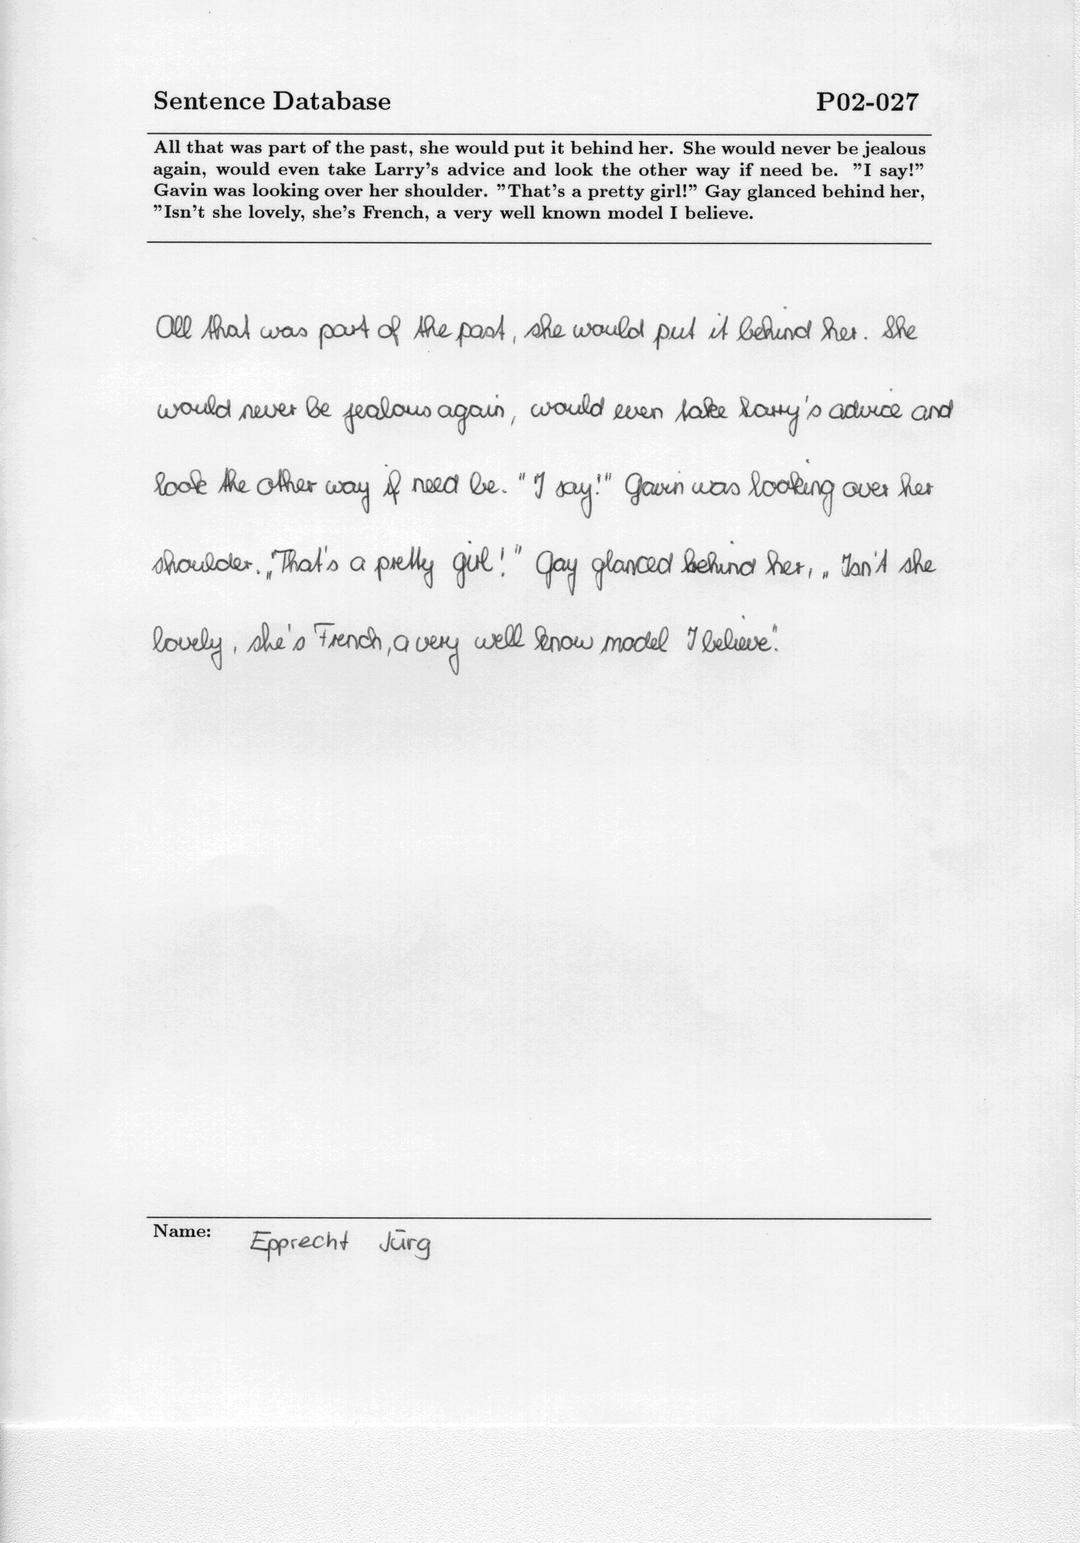 Sentence Database P02-027
All that was part of the past, she would put it behind her. She would never be jealous
again, would even take Larry's advice and look the other way if need be. "I say!"
Gavin was looking over her shoulder. "That's a pretty girl!" Gay glanced behind her,
"Isn't she lovely, she's French, a very well known model I believe.
All that was part of the past, she would put it behind her. She
would never be jealous again, would even take Larry's advice and
look the other way if need be. "I say!" Gavin was looking over her
shoulder. „That's a pretty girl!" Gay glanced behind her, „Isn't she
lovely, she's French, a very well know model I believe".
Name: Epprecht Jürg